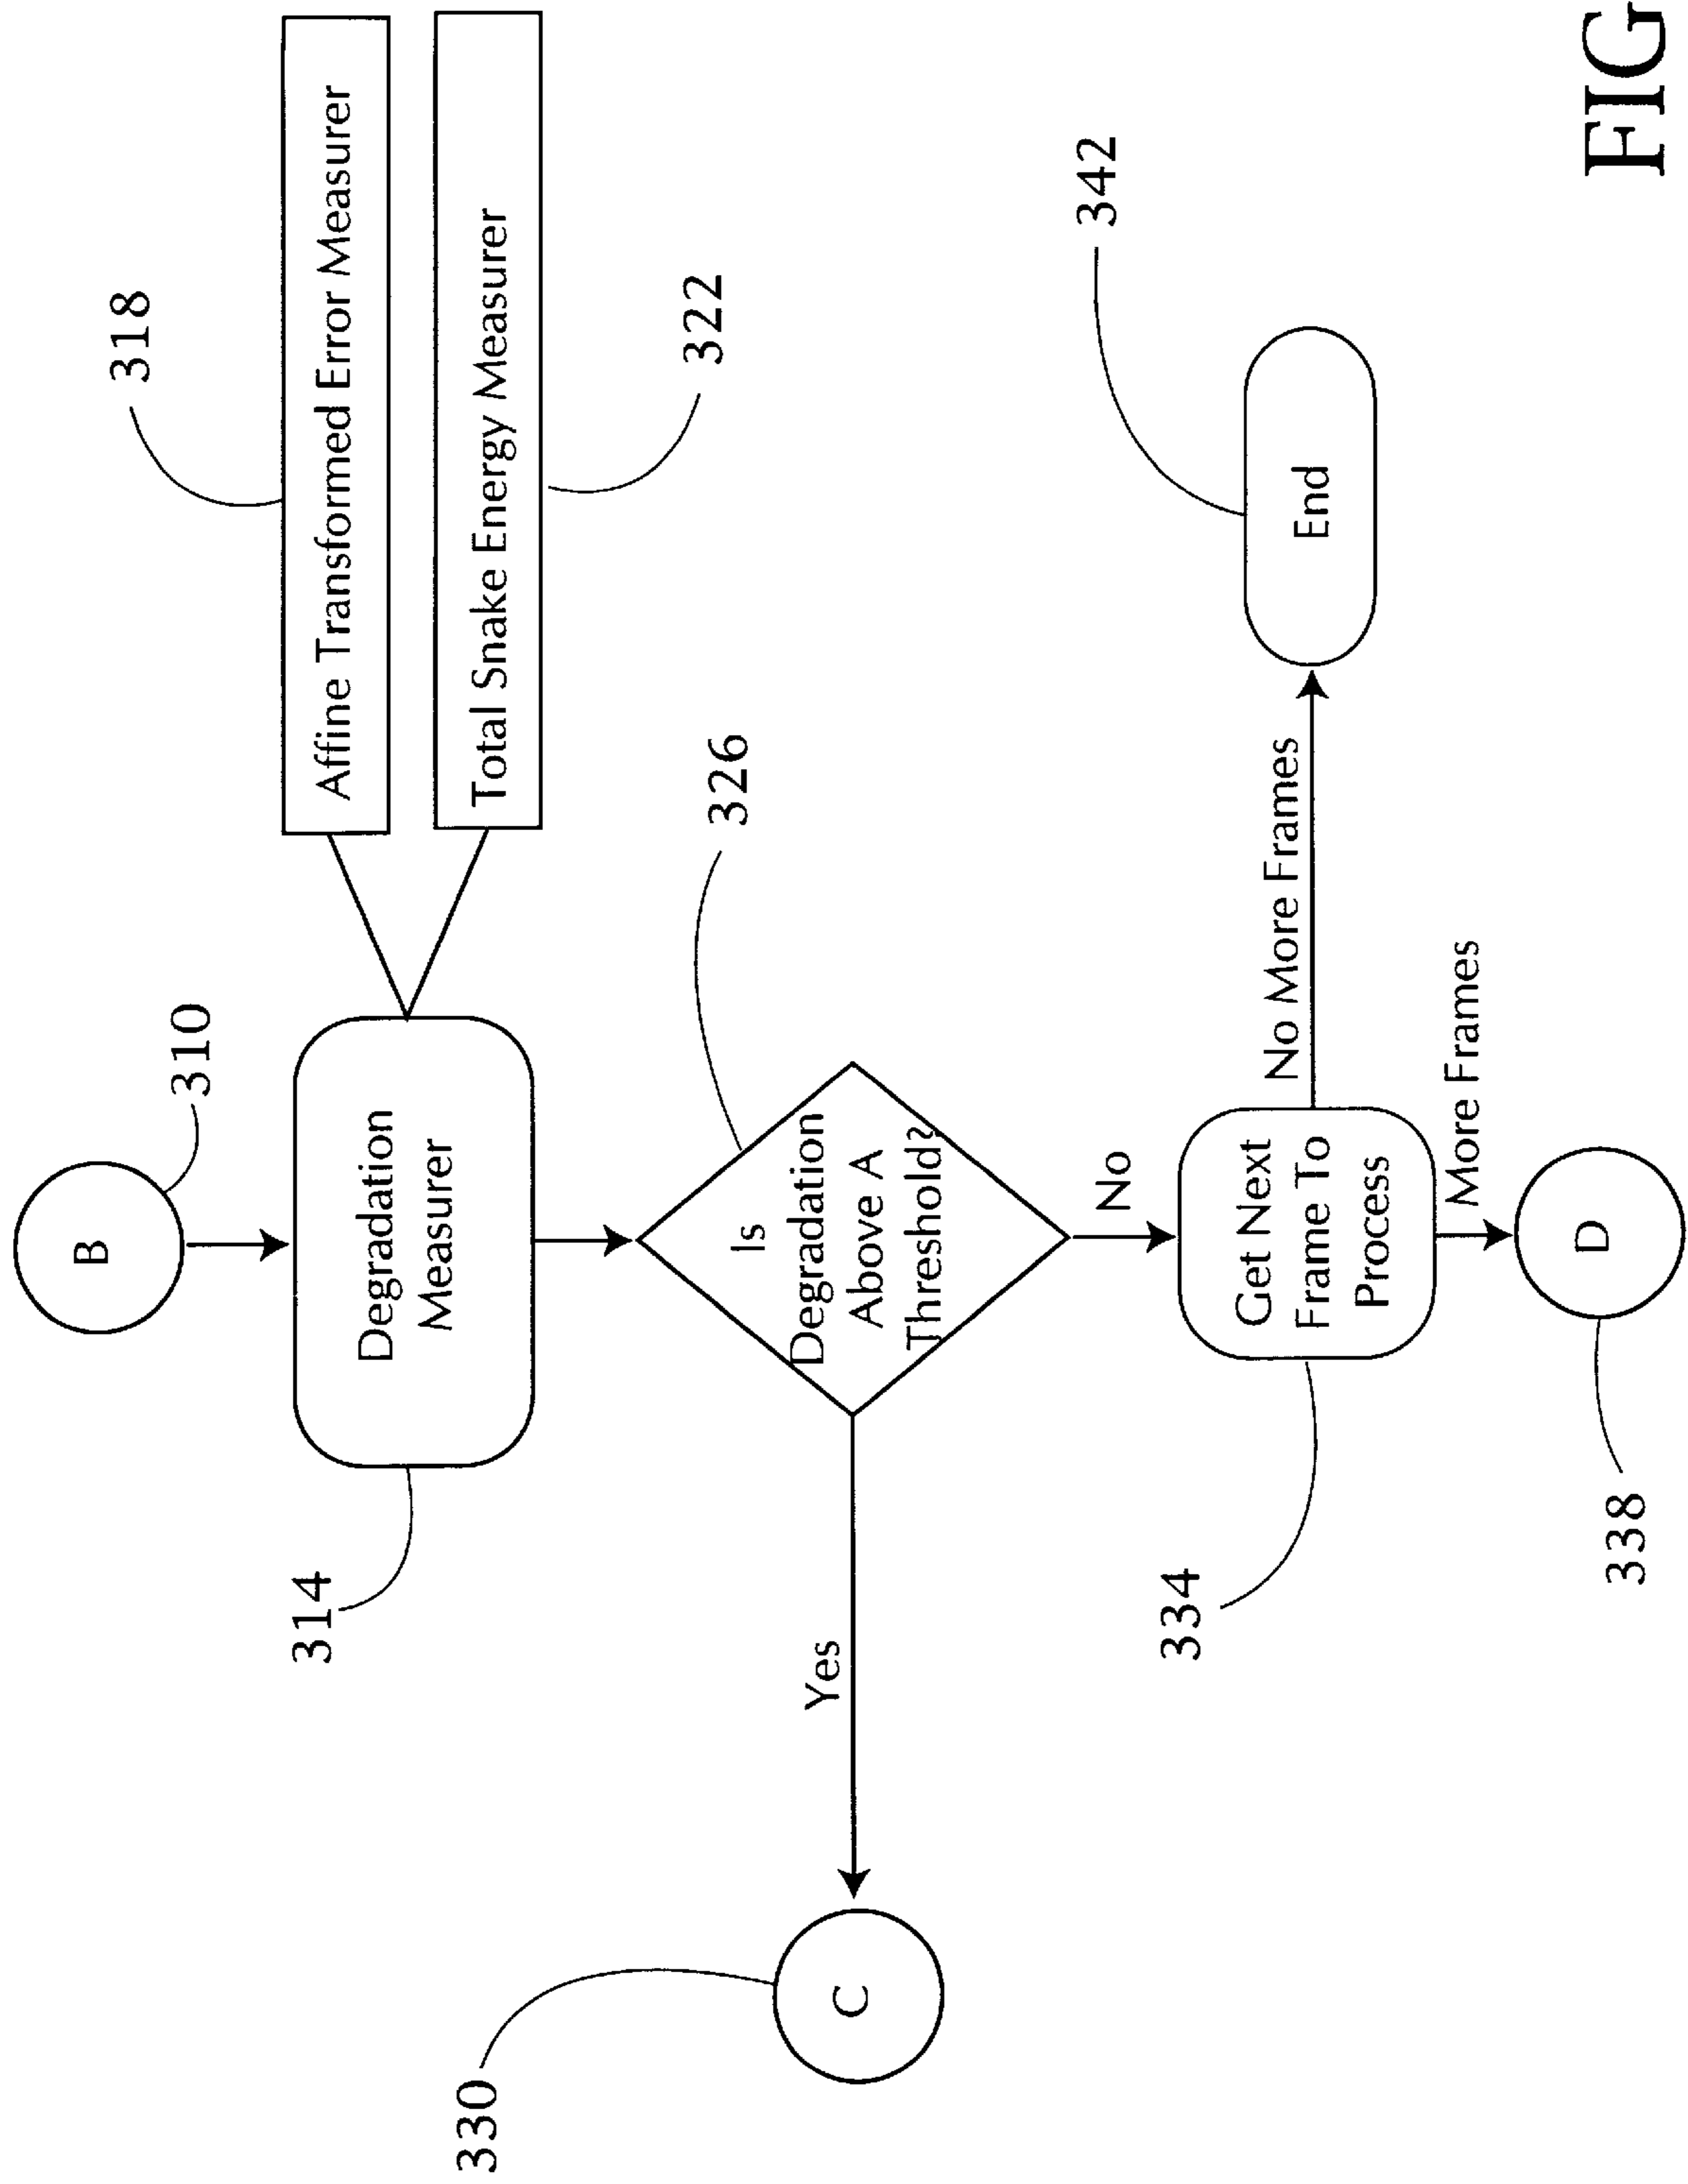 B
310
Degradation
Measurer
314
Affine Transformed Error Measurer
318
Total Snake Energy Measurer
322
Is
Degradation
Above A
Threshold?
326
Yes
C
330
No
Get Next
Frame To
Process
334
No More Frames
End
342
More Frames
D
338
FIG